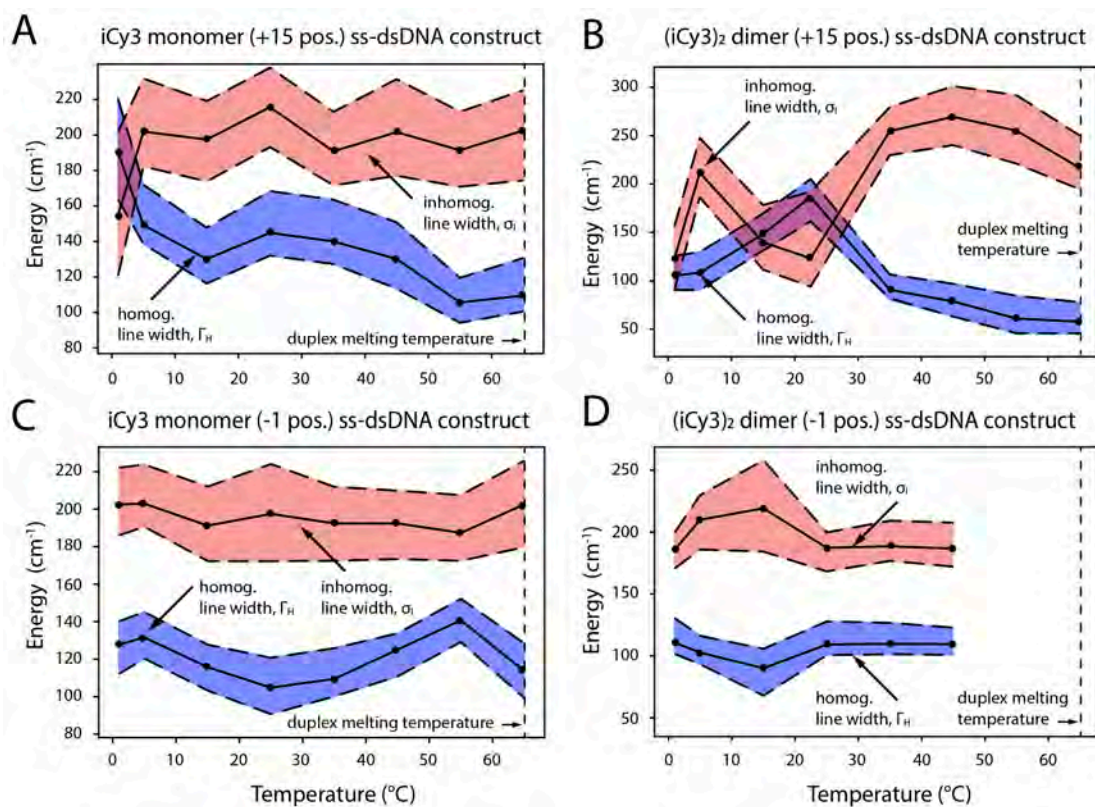 A
iCy3 monomer (+15 pos.) ss-dsDNA construct
Energy (cm⁻¹)
220
200
180
160
140
120
100
80
inhomog.
line width, σᵢ
homog.
line width, Γ_H
duplex melting temperature
0 10 20 30 40 50 60
B
(iCy3)₂ dimer (+15 pos.) ss-dsDNA construct
Energy (cm⁻¹)
300
250
200
150
100
50
inhomog.
line width, σᵢ
duplex melting
temperature
homog.
line width, Γ_H
0 10 20 30 40 50 60
C
iCy3 monomer (-1 pos.) ss-dsDNA construct
Energy (cm⁻¹)
220
200
180
160
140
120
100
80
homog.
line width, Γ_H
inhomog.
line width, σᵢ
duplex melting temperature
0 10 20 30 40 50 60
Temperature (°C)
D
(iCy3)₂ dimer (-1 pos.) ss-dsDNA construct
Energy (cm⁻¹)
250
200
150
100
50
inhomog.
line width, σᵢ
homog.
line width, Γ_H
duplex melting
temperature
0 10 20 30 40 50 60
Temperature (°C)